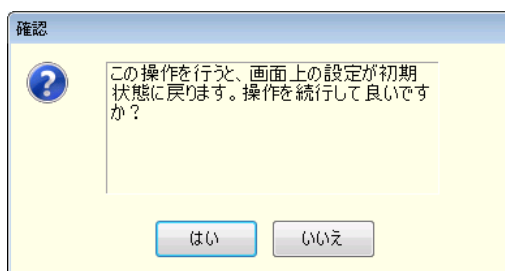 確認
この操作を行うと、画面上の設定が初期
状態に戻ります。操作を続行して良いです
か？
はい
いいえ